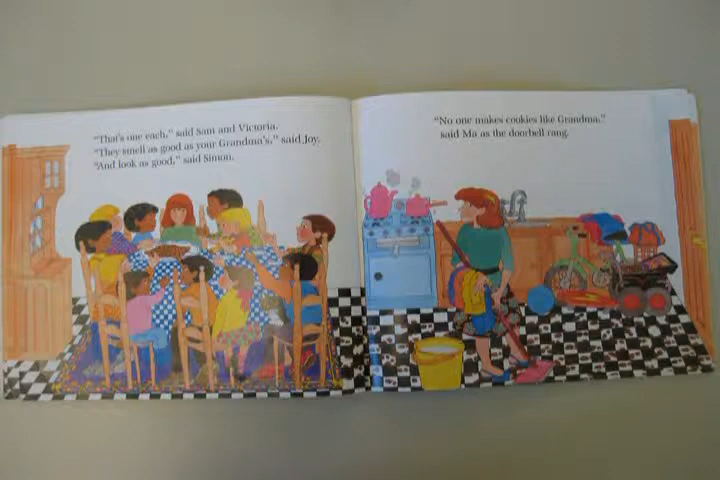 "That's one each," said Sam and Victoria.
"They smell as good as your Grandma's," said Joy.
"And look as good," said Simon.
"No one makes cookies like Grandma,"
said Ma as the doorbell rang.